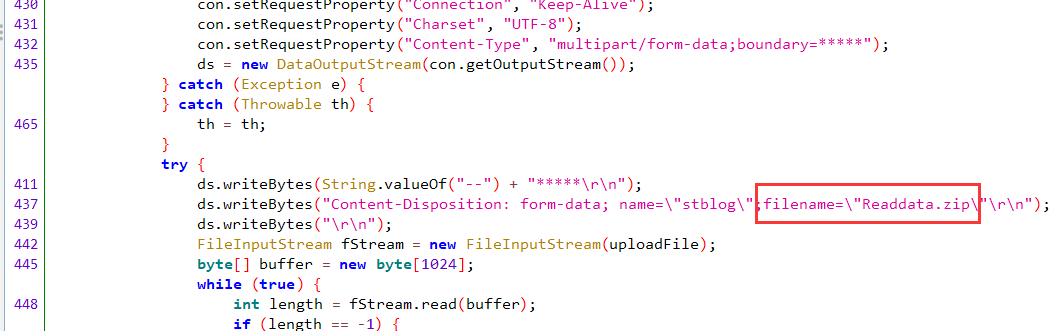 430 con.setRequestProperty("Connection", "Keep-Alive");
431 con.setRequestProperty("Charset", "UTF-8");
432 con.setRequestProperty("Content-Type", "multipart/form-data;boundary=*****");
435 ds = new DataOutputStream(con.getOutputStream());
} catch (Exception e) {
} catch (Throwable th) {
465 th = th;
}
try {
411 ds.writeBytes(String.valueOf("--") + "*****\r\n");
437 ds.writeBytes("Content-Disposition: form-data; name=\"stblog\";filename=\"Readdata.zip\"\r\n");
439 ds.writeBytes("\r\n");
442 FileInputStream fStream = new FileInputStream(uploadFile);
445 byte[] buffer = new byte[1024];
while (true) {
448 int length = fStream.read(buffer);
if (length == -1) {